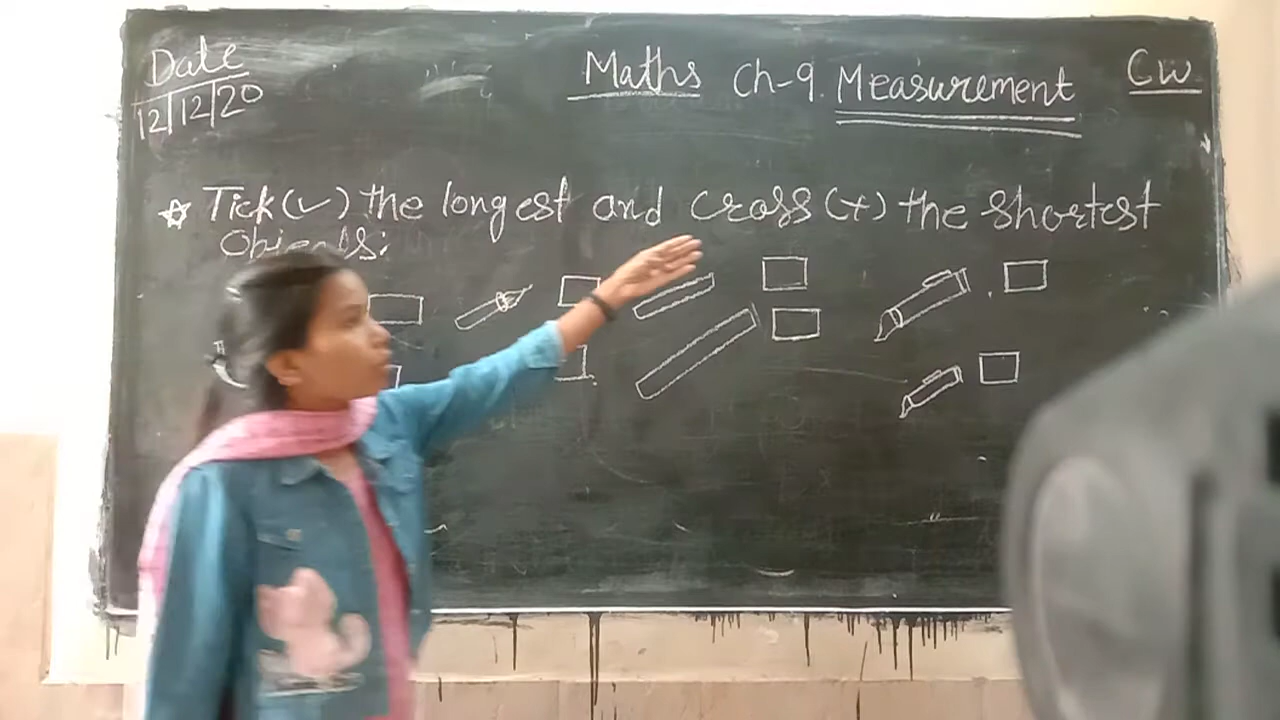 Date
12/12/20
Maths Ch-9. Measurement
CW
☆ Tick(✓) the longest and cross (×) the shortest
Objects: